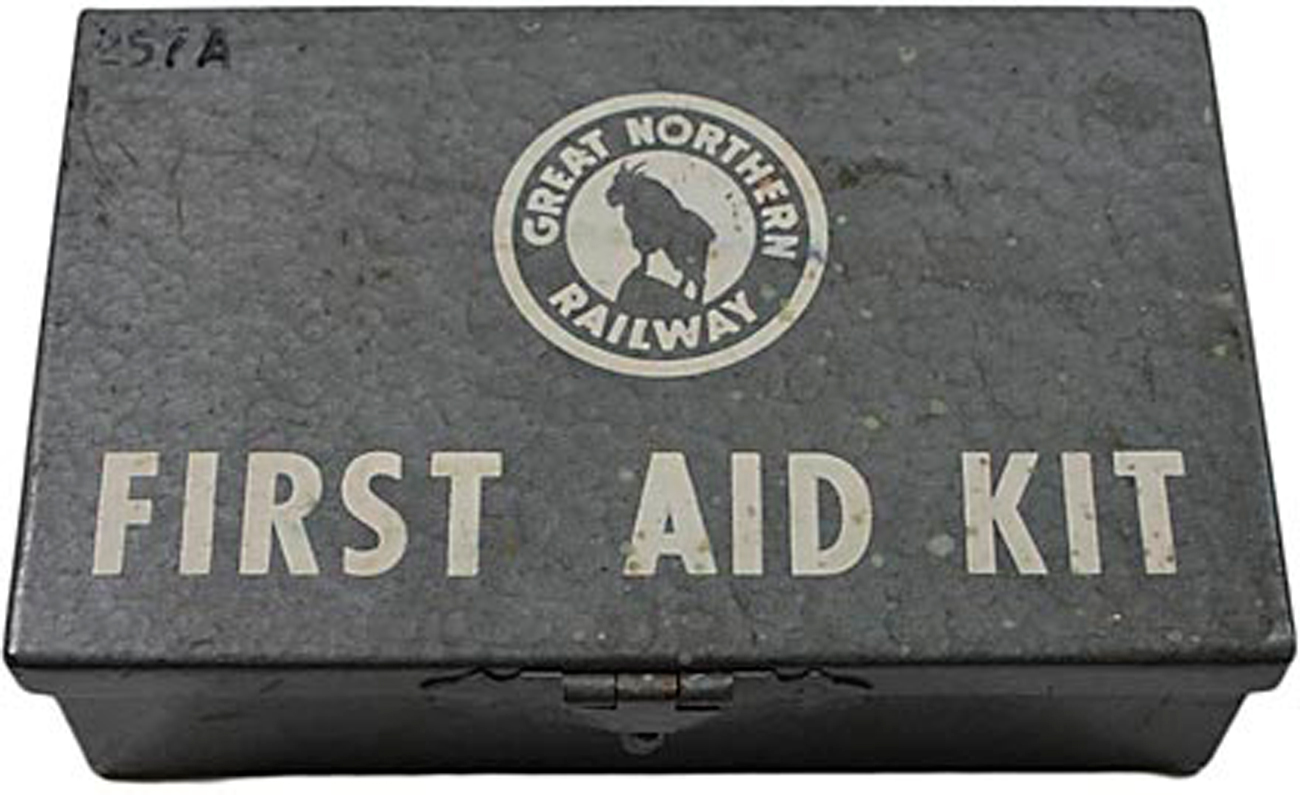 257A
GREAT NORTHERN
RAILWAY
FIRST AID KIT